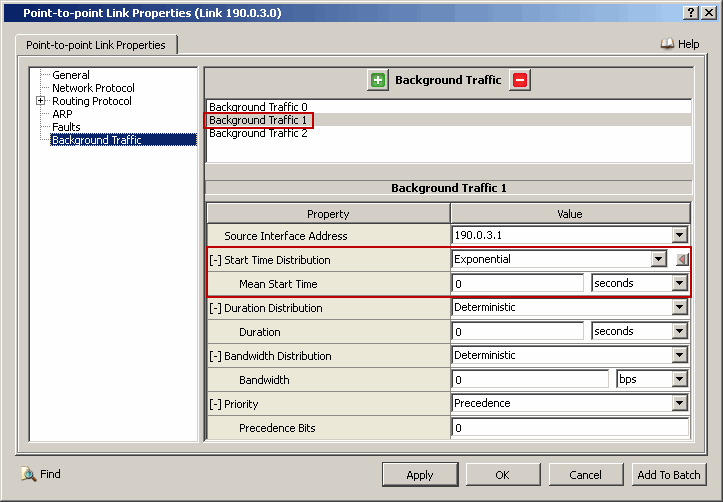 Point-to-point Link Properties (Link 190.0.3.0)
Point-to-point Link Properties
Help
General
Network Protocol
Routing Protocol
ARP
Faults
Background Traffic
Background Traffic
Background Traffic 0
Background Traffic 1
Background Traffic 2
Background Traffic 1
Property Value
Source Interface Address 190.0.3.1
[-] Start Time Distribution Exponential
Mean Start Time 0 seconds
[-] Duration Distribution Deterministic
Duration 0 seconds
[-] Bandwidth Distribution Deterministic
Bandwidth 0 bps
[-] Priority Precedence
Precedence Bits 0
Find Apply OK Cancel Add To Batch